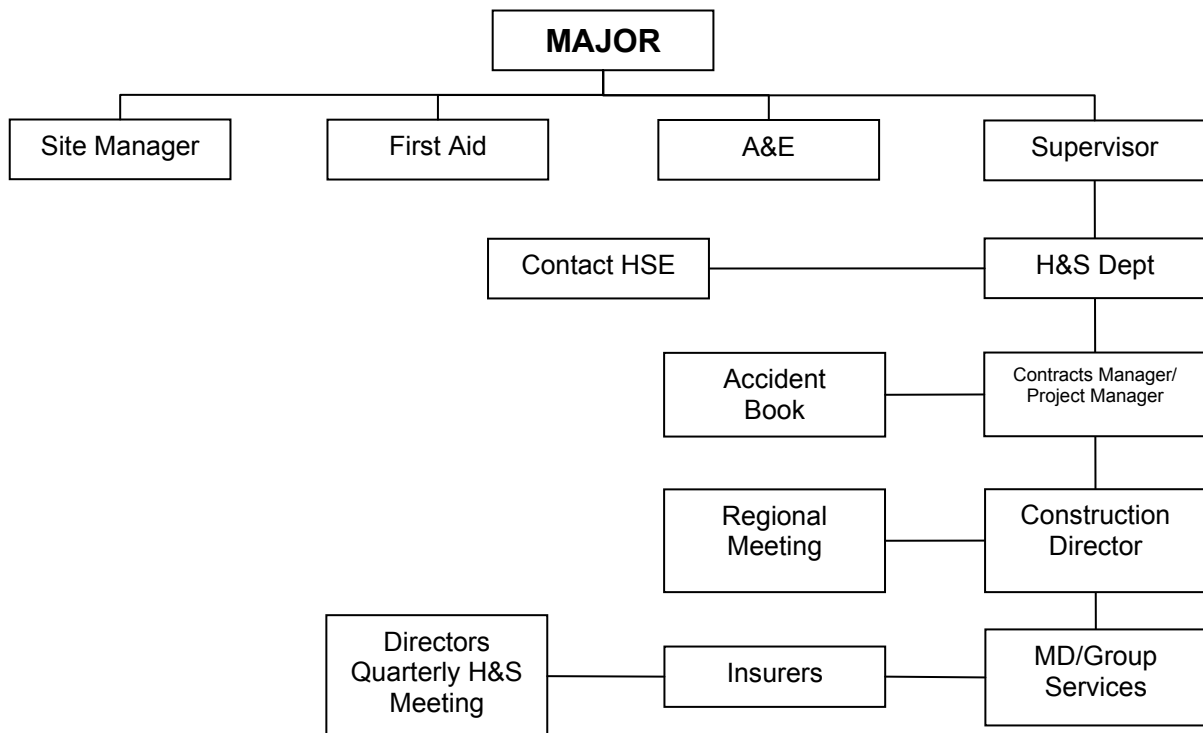 MAJOR
Site Manager
First Aid
A&E
Supervisor
Contact HSE
H&S Dept
Accident
Book
Contracts Manager/
Project Manager
Regional
Meeting
Construction
Director
Directors
Quarterly H&S
Meeting
Insurers
MD/Group
Services